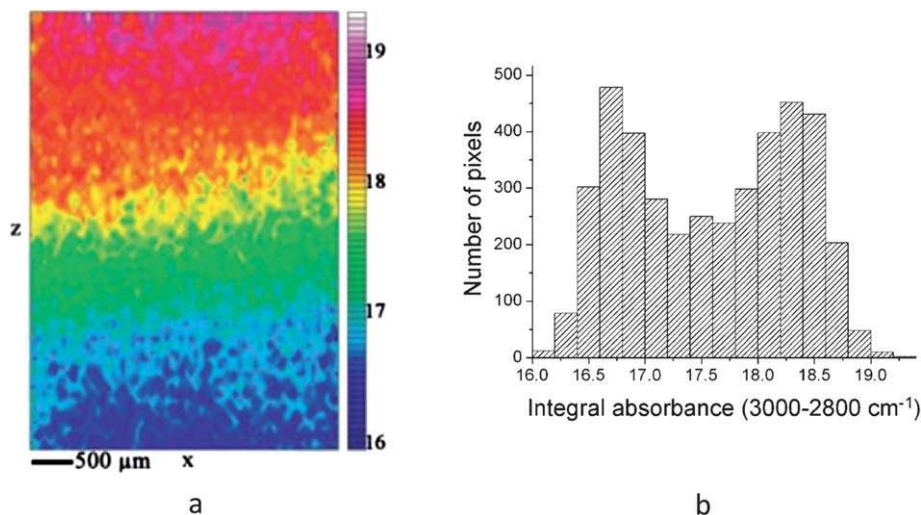 19
18
z
17
16
500 µm x
a
500
400
300
200
100
0
Number of pixels
16.0 16.5 17.0 17.5 18.0 18.5 19.0
Integral absorbance (3000-2800 cm⁻¹)
b